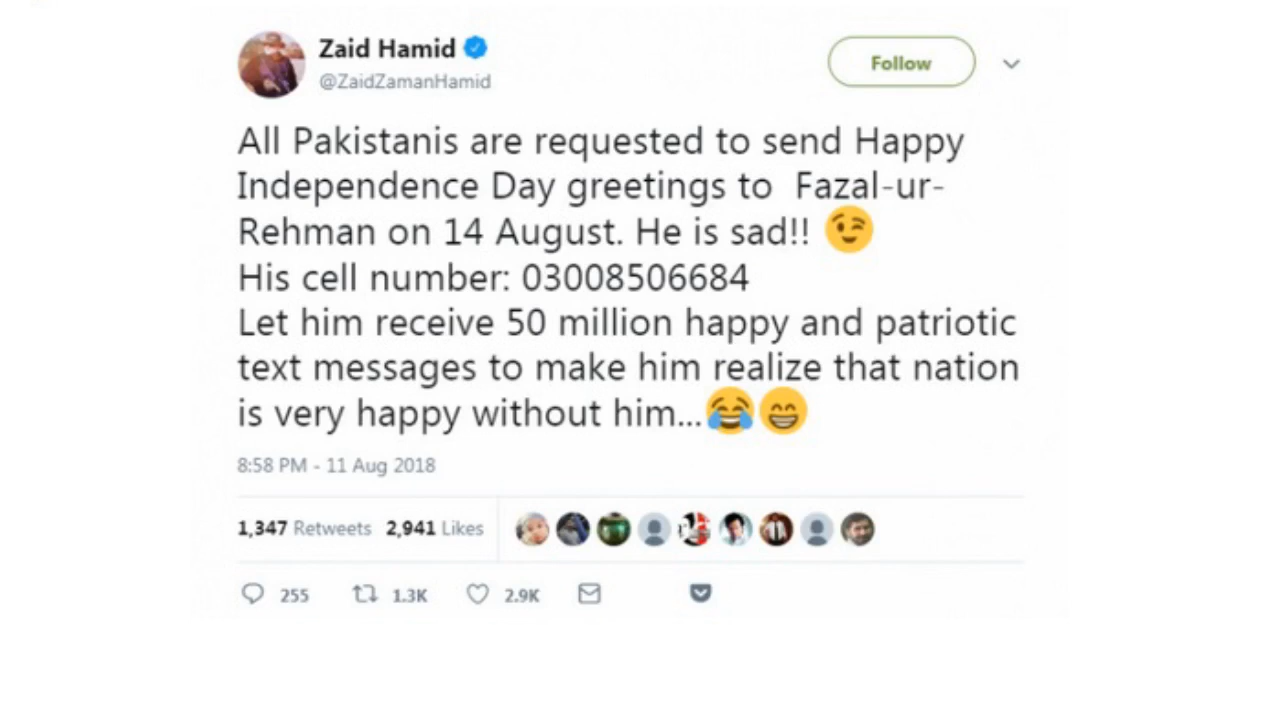 Zaid Hamid
Follow
@ZaidZamanHamid
All Pakistanis are requested to send Happy
Independence Day greetings to Fazal-ur-
Rehman on 14 August. He is sad!! 😉
His cell number: 03008506684
Let him receive 50 million happy and patriotic
text messages to make him realize that nation
is very happy without him...😂😁
8:58 PM - 11 Aug 2018
1,347 Retweets 2,941 Likes
255 1.3K 2.9K